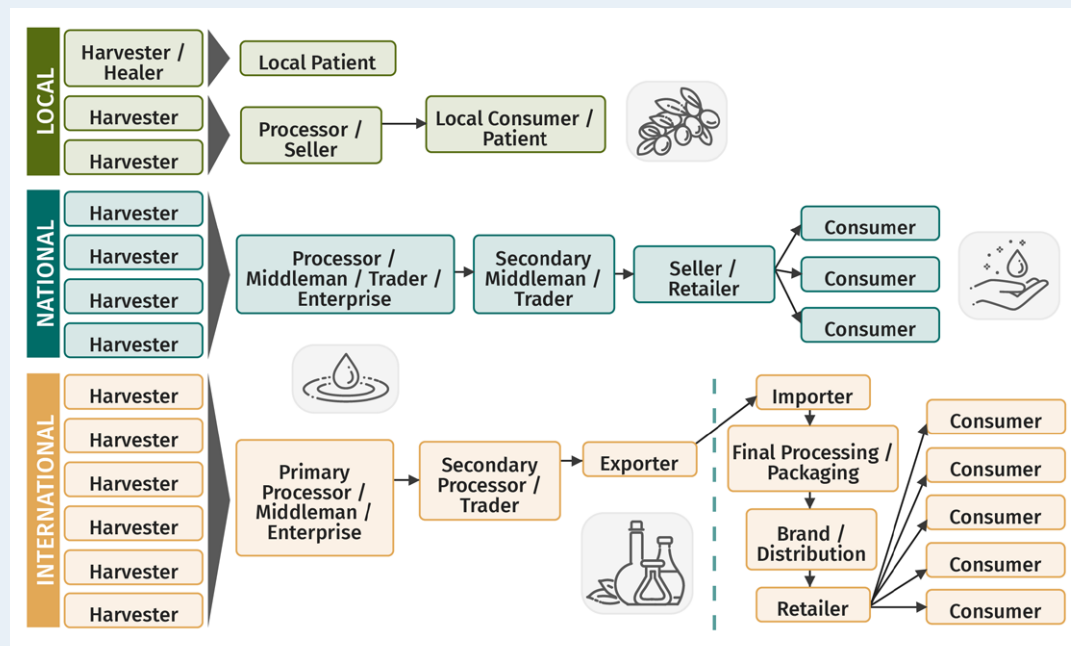 LOCAL
Harvester /
Healer
Local Patient
Harvester
Harvester
Processor /
Seller
Local Consumer /
Patient
NATIONAL
Harvester
Harvester
Harvester
Harvester
Processor /
Middleman / Trader /
Enterprise
Secondary
Middleman /
Trader
Seller /
Retailer
Consumer
Consumer
Consumer
INTERNATIONAL
Harvester
Harvester
Harvester
Harvester
Harvester
Harvester
Primary
Processor /
Middleman /
Enterprise
Secondary
Processor /
Trader
Exporter
Importer
Final Processing /
Packaging
Brand /
Distribution
Retailer
Consumer
Consumer
Consumer
Consumer
Consumer